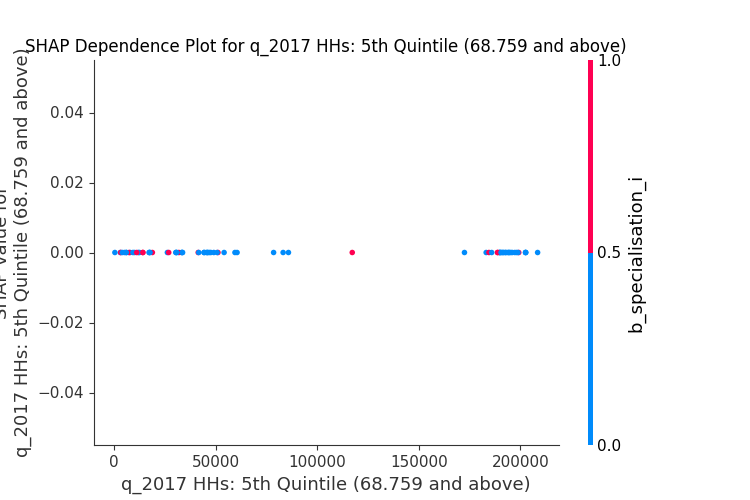 SHAP Dependence Plot for q_2017 HHs: 5th Quintile (68.759 and above)
SHAP value for
q_2017 HHs: 5th Quintile (68.759 and above)
0.04
0.02
0.00
−0.02
−0.04
0
50000
100000
150000
200000
q_2017 HHs: 5th Quintile (68.759 and above)
1.0
0.5
0.0
b_specialisation_i